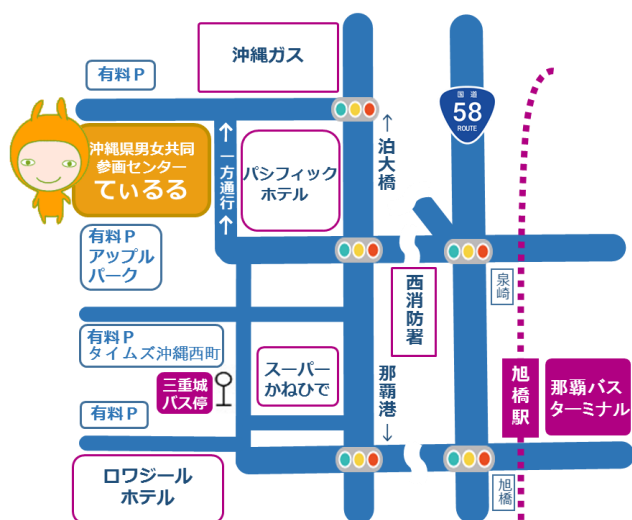 沖縄ガス
有料P
国道
58
ROUTE
沖縄県男女共同
参画センター
ているる
↑一方通行↑
パシフィック
ホテル
↑泊大橋
有料P
アップル
パーク
西消防署
泉崎
有料P
タイムズ沖縄西町
三重城
バス停
スーパー
かねひで
那覇港↓
旭橋駅
那覇バス
ターミナル
有料P
ロワジール
ホテル
旭橋